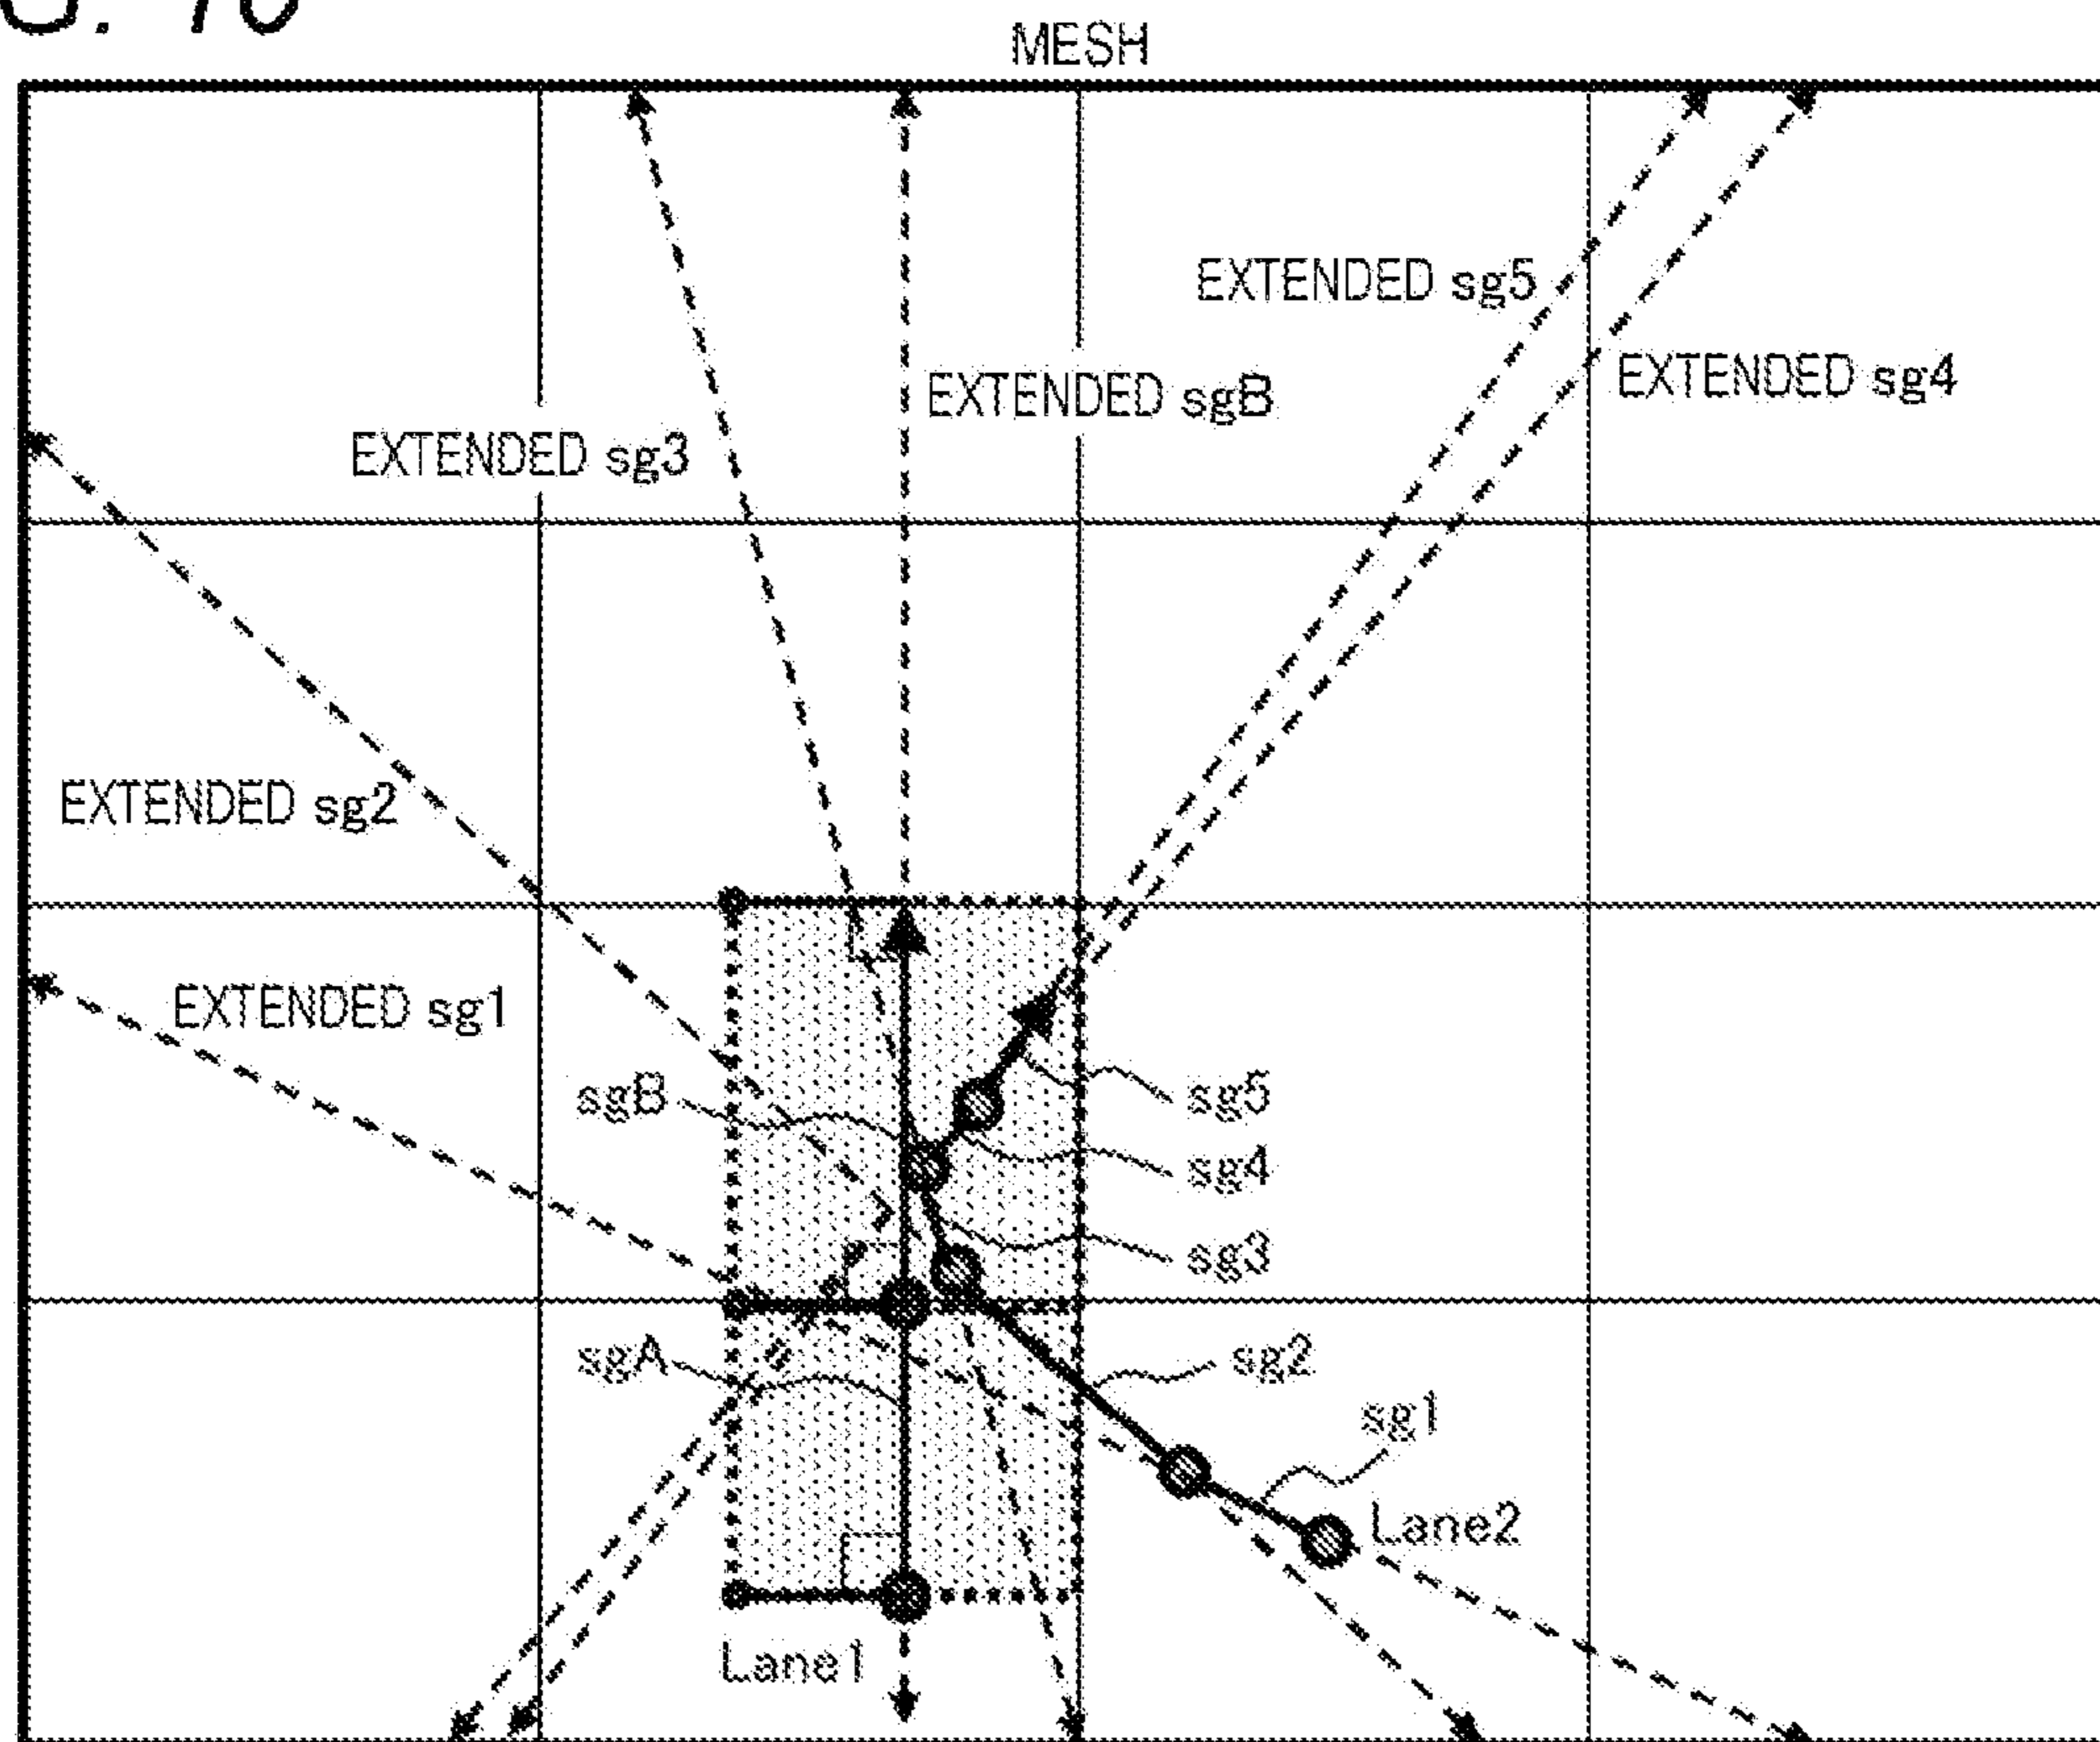 MESH
EXTENDED sg5
EXTENDED sg4
EXTENDED sgB
EXTENDED sg3
EXTENDED sg2
EXTENDED sg1
sgB
sg5
sg4
sg3
sgA
sg2
sg1
Lane2
Lane1